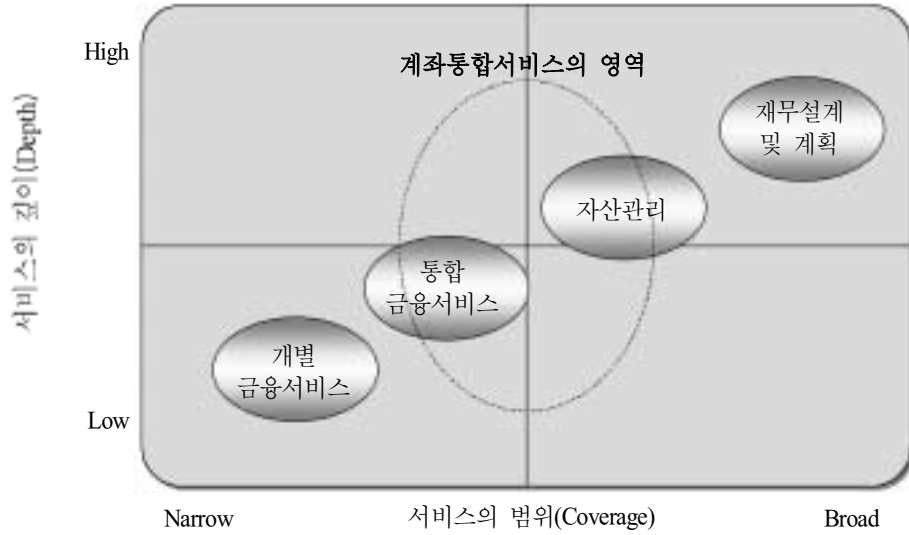 High
계좌통합서비스의 영역
재무설계
및 계획
자산관리
서비스의 깊이(Depth)
통합
금융서비스
개별
금융서비스
Low
Narrow
서비스의 범위(Coverage)
Broad